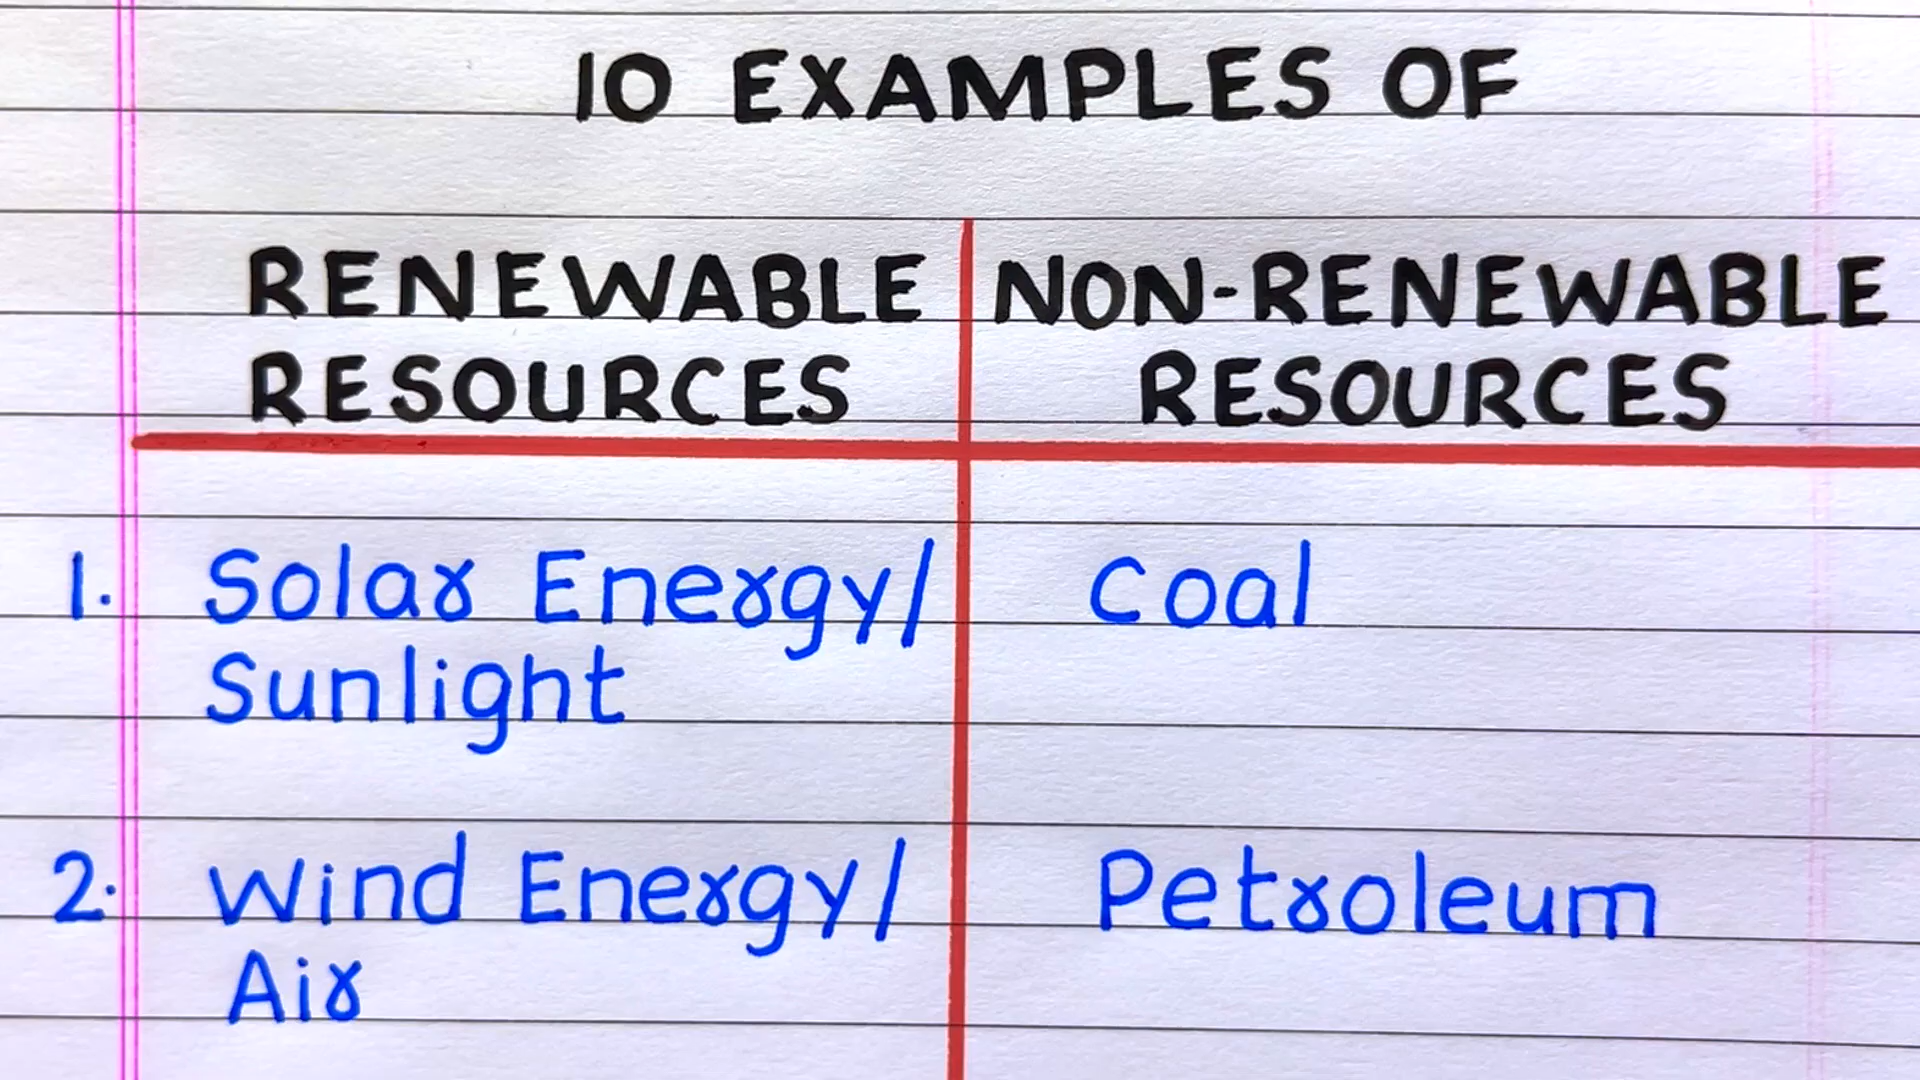 10 EXAMPLES OF
RENEWABLE RESOURCES
NON-RENEWABLE RESOURCES
1. Solar Energy/ Coal
Sunlight
2. Wind Energy/ Petroleum
Air